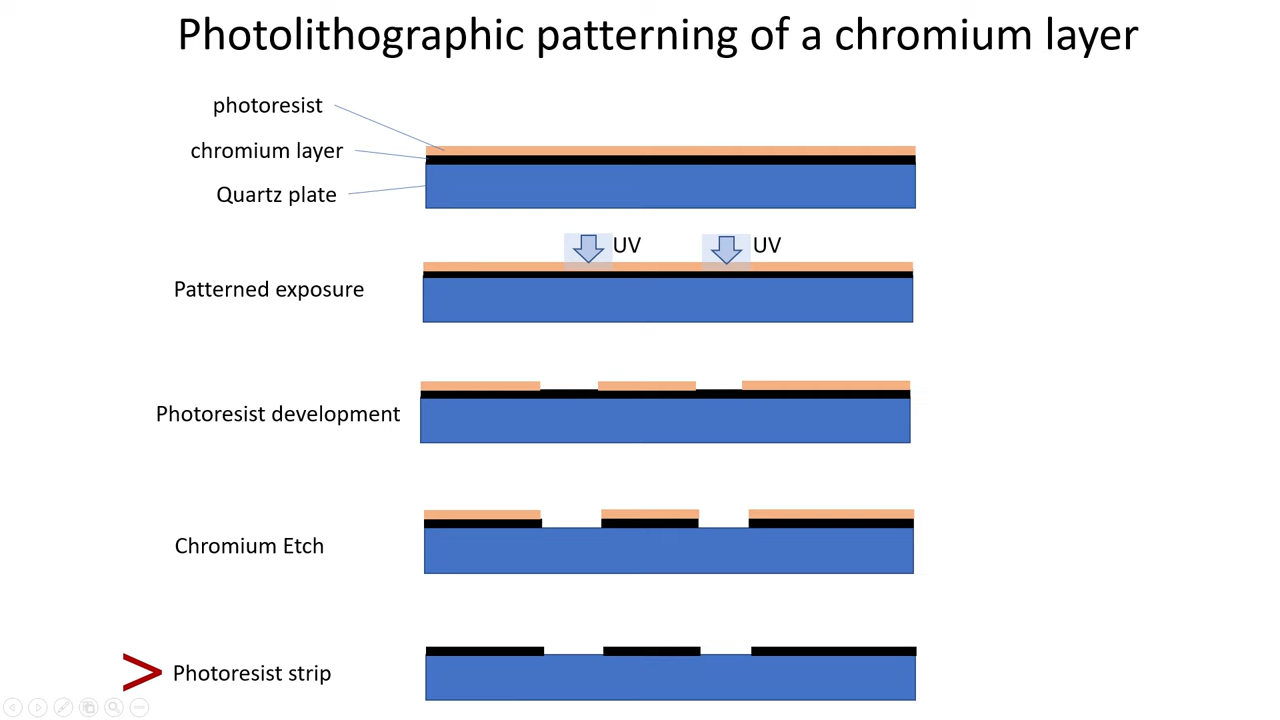 Photolithographic patterning of a chromium layer
photoresist
chromium layer
Quartz plate
UV UV
Patterned exposure
Photoresist development
Chromium Etch
> Photoresist strip